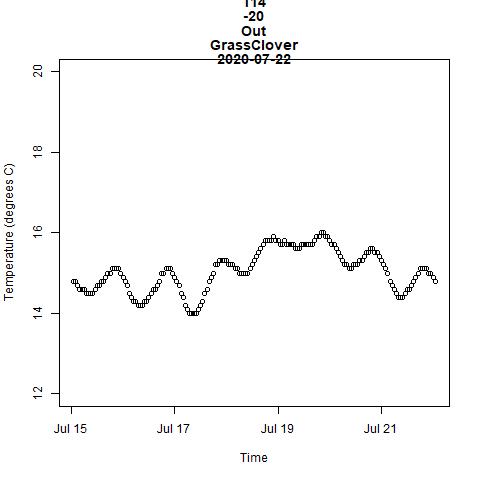 114
-20
Out
GrassClover
2020-07-22
Temperature (degrees C)
20
18
16
14
12
Jul 15
Jul 17
Jul 19
Jul 21
Time